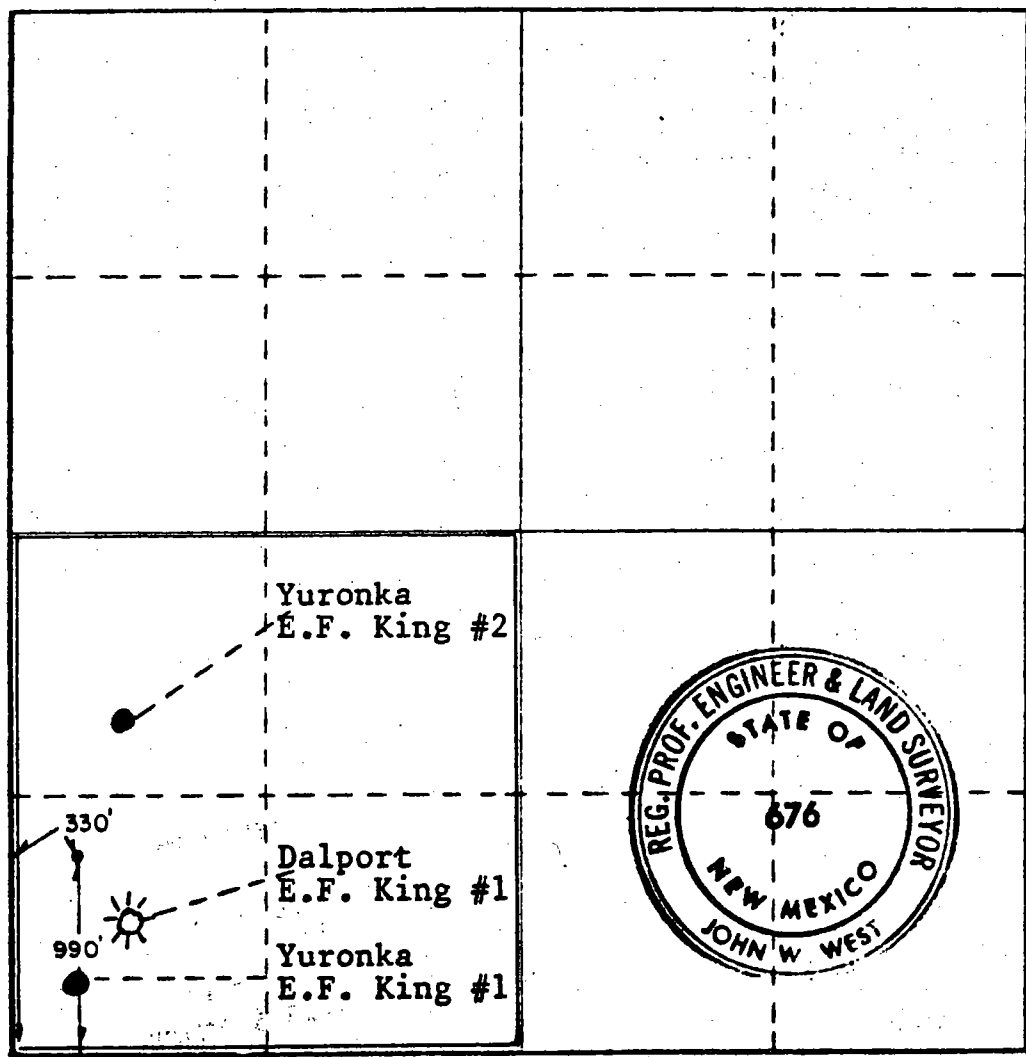 Yuronka
E.F. King #2
330'
Dalport
E.F. King #1
990'
Yuronka
E.F. King #1
REG. PROF. ENGINEER & LAND SURVEYOR
STATE OF
676
NEW MEXICO
JOHN W. WEST